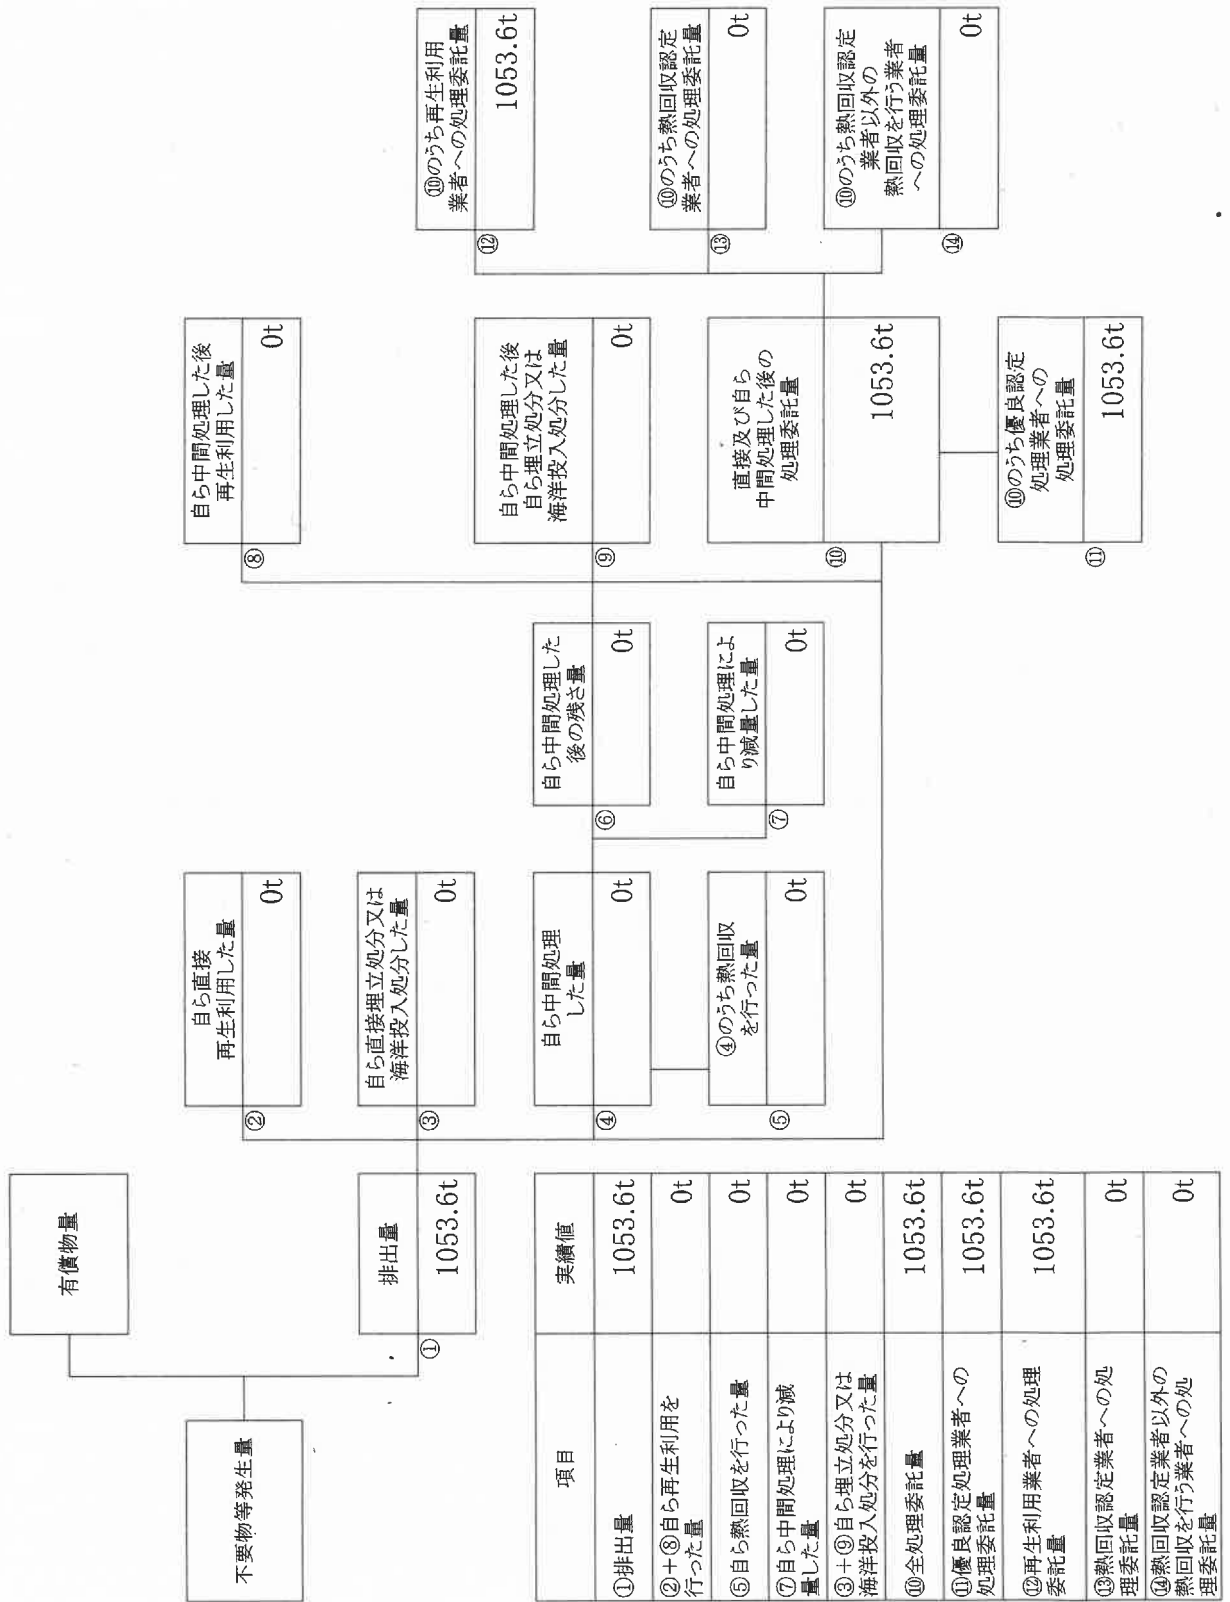 不要物等発生量
有償物量
排出量
①
1053.6t
自ら直接
再生利用した量
②
0t
自ら直接埋立処分又は
海洋投入処分した量
③
0t
自ら中間処理
した量
④
0t
④のうち熱回収
を行った量
⑤
0t
自ら中間処理した
後の残さ量
⑥
0t
自ら中間処理によ
り減量した量
⑦
0t
自ら中間処理した後
再生利用した量
⑧
0t
自ら中間処理した後
自ら埋立処分又は
海洋投入処分した量
⑨
0t
直接及び自ら
中間処理した後の
処理委託量
⑩
1053.6t
⑩のうち優良認定
処理業者への
処理委託量
⑪
1053.6t
⑩のうち再生利用
業者への処理委託量
⑫
1053.6t
⑩のうち熱回収認定
業者への処理委託量
⑬
0t
⑩のうち熱回収認定
業者以外の
熱回収を行う業者
への処理委託量
⑭
0t
項目 実績値
①排出量 1053.6t
②+⑧自ら再生利用を
行った量 0t
⑤自ら熱回収を行った量 0t
⑦自ら中間処理により減
量した量 0t
③+⑨自ら埋立処分又は
海洋投入処分を行った量 0t
⑩全処理委託量 1053.6t
⑪優良認定処理業者への
処理委託量 1053.6t
⑫再生利用業者への処理
委託量 1053.6t
⑬熱回収認定業者への処
理委託量 0t
⑭熱回収認定業者以外の
熱回収を行う業者への処
理委託量 0t